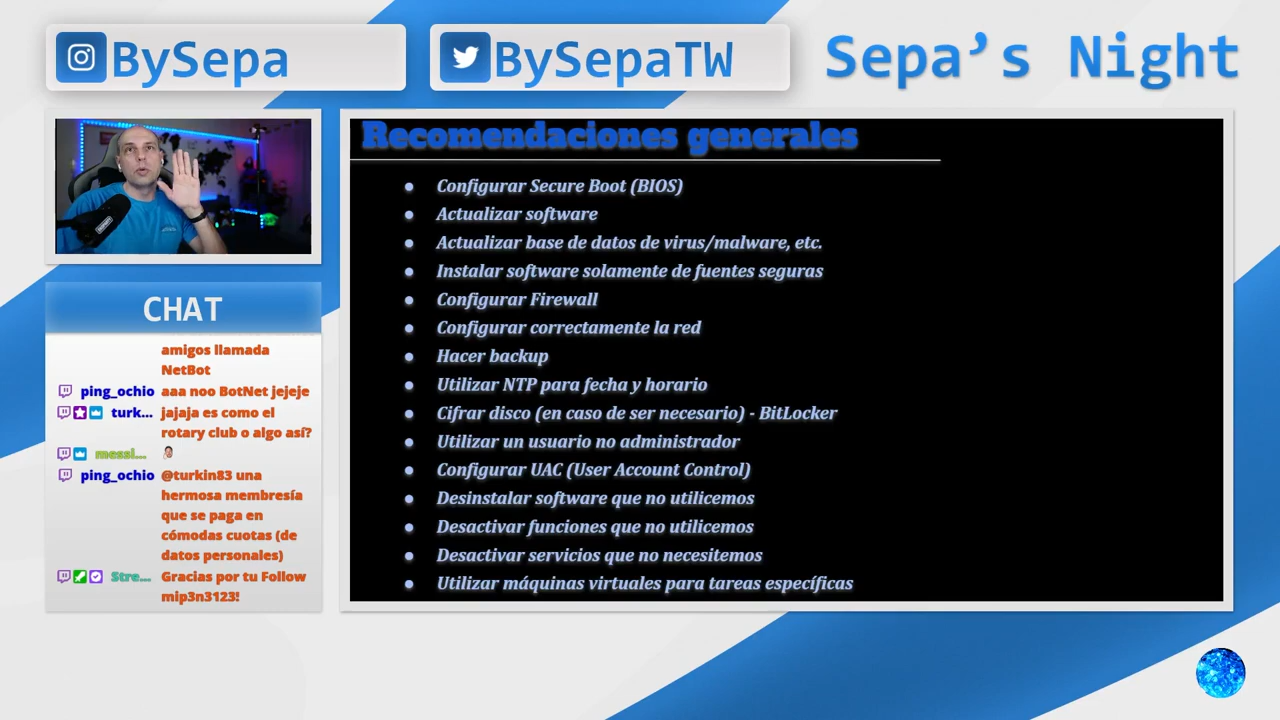 BySepa
BySepaTW
Sepa's Night
CHAT
amigos llamada
NetBot
ping_ochio aaa noo BotNet jejeje
turk... jajaja es como el
rotary club o algo así?
messl...
ping_ochio @turkin83 una
hermosa membresía
que se paga en
cómodas cuotas (de
datos personales)
Stre... Gracias por tu Follow
mip3n3123!
Recomendaciones generales
● Configurar Secure Boot (BIOS)
● Actualizar software
● Actualizar base de datos de virus/malware, etc.
● Instalar software solamente de fuentes seguras
● Configurar Firewall
● Configurar correctamente la red
● Hacer backup
● Utilizar NTP para fecha y horario
● Cifrar disco (en caso de ser necesario) - BitLocker
● Utilizar un usuario no administrador
● Configurar UAC (User Account Control)
● Desinstalar software que no utilicemos
● Desactivar funciones que no utilicemos
● Desactivar servicios que no necesitemos
● Utilizar máquinas virtuales para tareas específicas